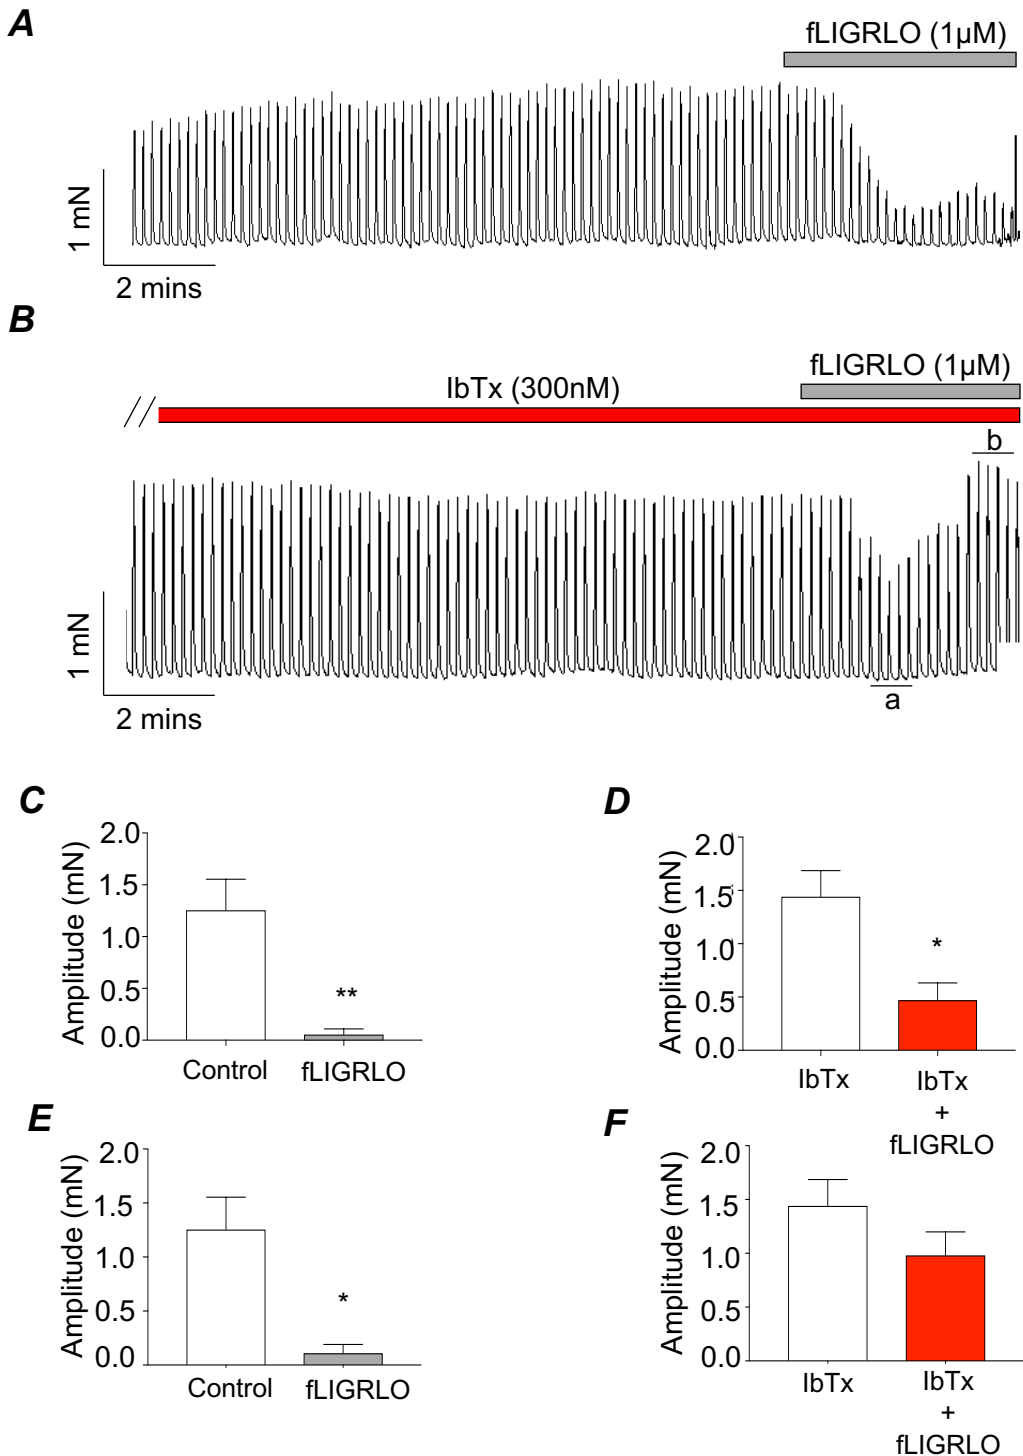 A
fLIGRLO (1µM)
1 mN
2 mins
B
fLIGRLO (1µM)
IbTx (300nM)
b
1 mN
a
2 mins
C
2.0
1.5
1.0
0.5
0.0
Amplitude (mN)
**
Control
fLIGRLO
D
2.0
1.5
1.0
0.5
0.0
Amplitude (mN)
*
IbTx
IbTx
+
fLIGRLO
E
2.0
1.5
1.0
0.5
0.0
Amplitude (mN)
*
Control
fLIGRLO
F
2.0
1.5
1.0
0.5
0.0
Amplitude (mN)
IbTx
IbTx
+
fLIGRLO